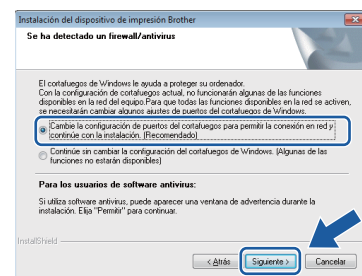 Instalación del dispositivo de impresión Brother
Se ha detectado un firewall/antivirus
El cortafuegos de Windows le ayuda a proteger su ordenador.
Con la configuración de cortafuegos actual, no funcionarán algunas de las funciones
disponibles en la red del equipo.Para que todas las funciones disponibles en la red se activen,
se necesitarán cambiar algunos ajustes de puertos del cortafuegos de Windows.
Cambie la configuración de puertos del cortafuegos para permitir la conexión en red y
continúe con la instalación. (Recomendado)
Continúe sin cambiar la configuración del cortafuegos de Windows. (Algunas de las
funciones no estarán disponibles)
Para los usuarios de software antivirus:
Si utiliza software antivirus, puede aparecer una ventana de advertencia durante la
instalación. Elija "Permitir" para continuar.
InstallShield
< Atrás
Siguiente >
Cancelar